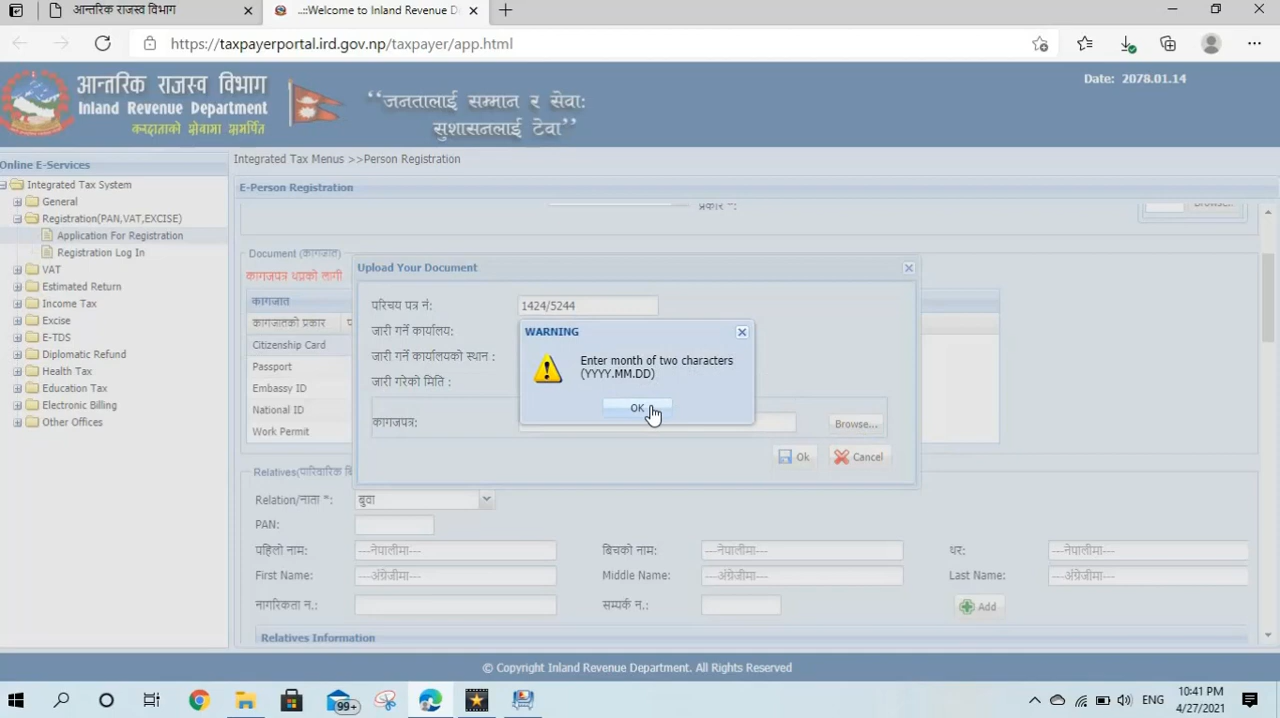 आन्तरिक राजस्व विभाग
..::Welcome to Inland Revenue D
https://taxpayerportal.ird.gov.np/taxpayer/app.html
आन्तरिक राजस्व विभाग
Inland Revenue Department
“जनतालाई सम्मान र सेवा:
सुशासनलाई टेवा”
Date: 2078.01.14
Online E-Services
Integrated Tax Menus >>Person Registration
Integrated Tax System
General
Registration(PAN,VAT,EXCISE)
Application For Registration
Registration Log In
VAT
Estimated Return
Income Tax
Excise
E-TDS
Diplomatic Refund
Health Tax
Education Tax
Electronic Billing
Other Offices
E-Person Registration
प्रकार *:
Browse...
Document (कागजात)
कागजपत्र थप्नको लागी
कागजात
कागजातको प्रकार
Citizenship Card
Passport
Embassy ID
National ID
Work Permit
Upload Your Document
परिचय पत्र नं:
1424/5244
जारी गर्ने कार्यालय:
जारी गर्ने कार्यालयको स्थान :
जारी गरेको मिति :
कागजपत्र:
Browse...
Ok
Cancel
WARNING
Enter month of two characters
(YYYY.MM.DD)
OK
Relatives(पारिवारिक
Relation/नाता *:
बुवा
PAN:
पहिलो नाम:
---नेपालीमा---
बिचको नाम:
---नेपालीमा---
थर:
---नेपालीमा---
First Name:
---अंग्रेजीमा---
Middle Name:
---अंग्रेजीमा---
Last Name:
---अंग्रेजीमा---
नागरिकता न.:
सम्पर्क न.:
Add
Relatives Information
© Copyright Inland Revenue Department. All Rights Reserved
99+
ENG
10:41 PM
4/27/2021